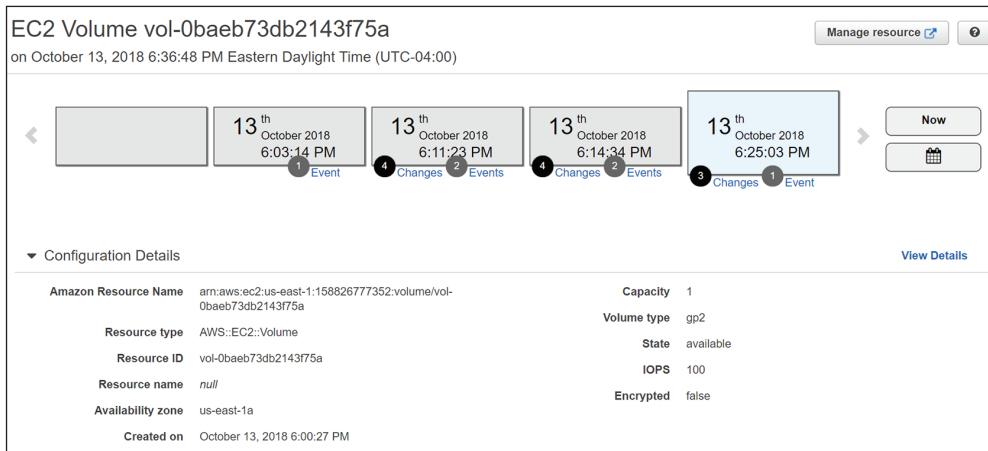 EC2 Volume vol-0baeb73db2143f75a
Manage resource
on October 13, 2018 6:36:48 PM Eastern Daylight Time (UTC-04:00)
13 th October 2018
6:03:14 PM
1 Event
13 th October 2018
6:11:23 PM
4 Changes 2 Events
13 th October 2018
6:14:34 PM
4 Changes 2 Events
13 th October 2018
6:25:03 PM
3 Changes 1 Event
Now
Configuration Details
View Details
Amazon Resource Name arn:aws:ec2:us-east-1:158826777352:volume/vol-
0baeb73db2143f75a
Resource type AWS::EC2::Volume
Resource ID vol-0baeb73db2143f75a
Resource name null
Availability zone us-east-1a
Created on October 13, 2018 6:00:27 PM
Capacity 1
Volume type gp2
State available
IOPS 100
Encrypted false